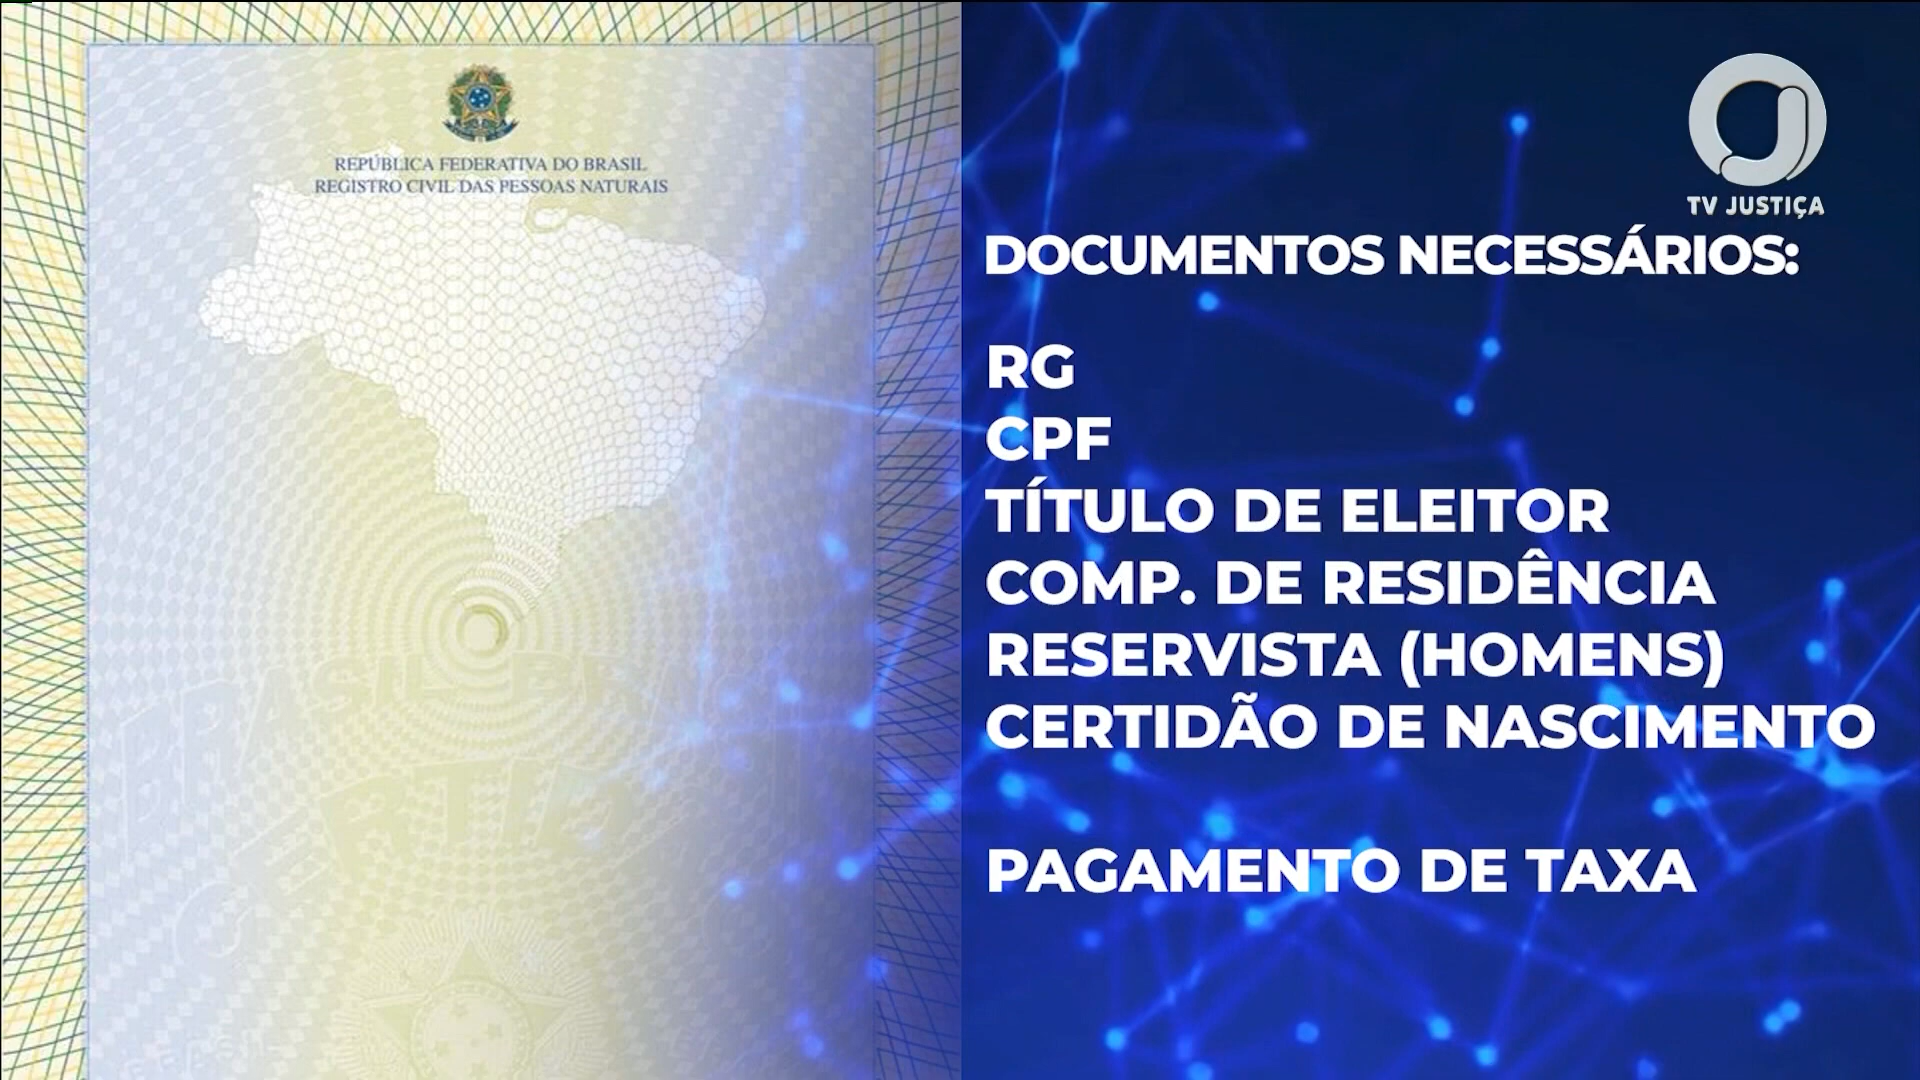 REPÚBLICA FEDERATIVA DO BRASIL
REGISTRO CIVIL DAS PESSOAS NATURAIS
TV JUSTIÇA
DOCUMENTOS NECESSÁRIOS:
RG
CPF
TÍTULO DE ELEITOR
COMP. DE RESIDÊNCIA
RESERVISTA (HOMENS)
CERTIDÃO DE NASCIMENTO
PAGAMENTO DE TAXA